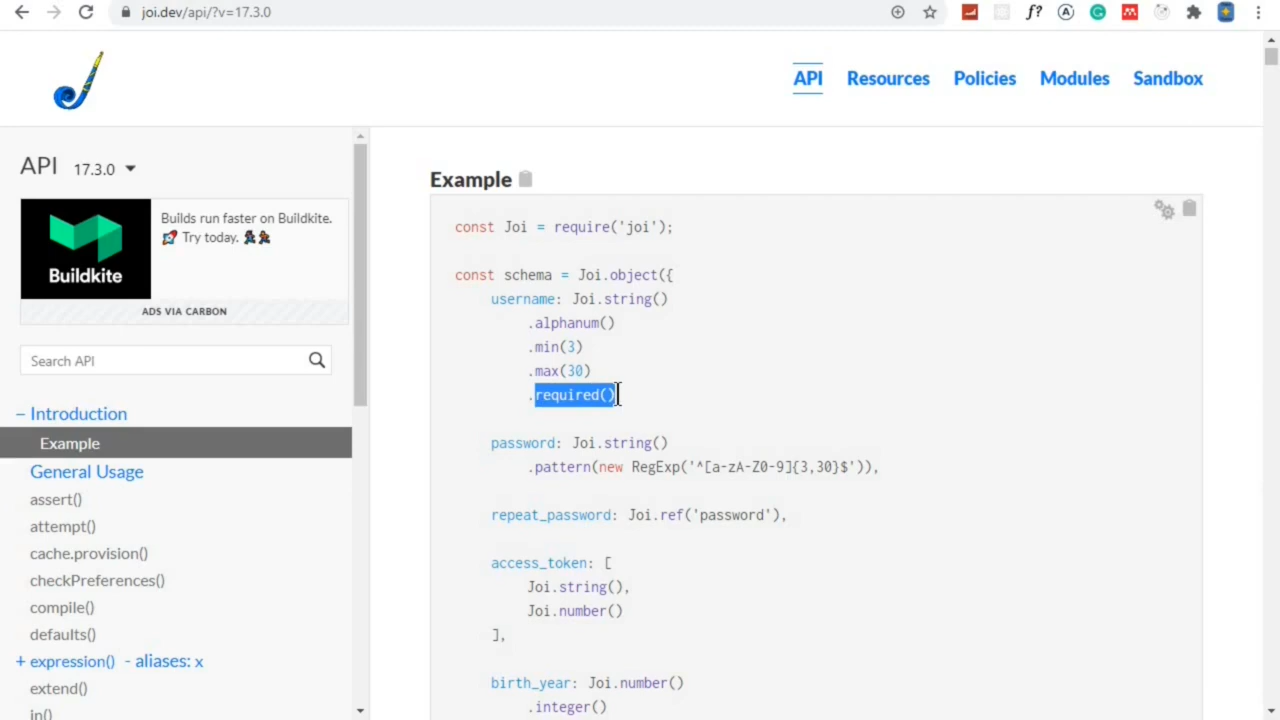 joi.dev/api/?v=17.3.0
f?
API
Resources
Policies
Modules
Sandbox
API 17.3.0
Buildkite
Builds run faster on Buildkite.
Try today.
ADS VIA CARBON
Search API
– Introduction
Example
General Usage
assert()
attempt()
cache.provision()
checkPreferences()
compile()
defaults()
+ expression() - aliases: x
extend()
in()
Example
const Joi = require('joi');
const schema = Joi.object({
username: Joi.string()
.alphanum()
.min(3)
.max(30)
.required()
password: Joi.string()
.pattern(new RegExp('^[a-zA-Z0-9]{3,30}$')),
repeat_password: Joi.ref('password'),
access_token: [
Joi.string(),
Joi.number()
],
birth_year: Joi.number()
.integer()